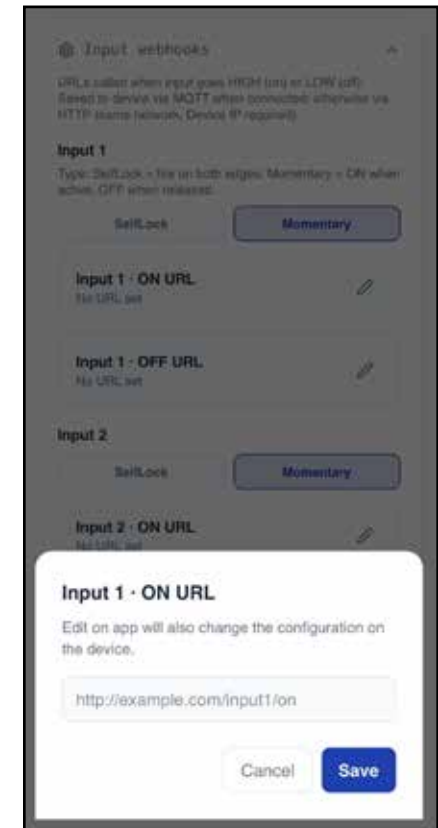 Input webhooks
URLs called when input goes HIGH (on) or LOW (off).
Saved to device via MQTT when connected; otherwise via
HTTP (same network, Device IP required).
Input 1
Type: SelfLock = fire on both edges; Momentary = ON when
active, OFF when released.
SelfLock
Momentary
Input 1 · ON URL
No URL set
Input 1 · OFF URL
No URL set
Input 2
SelfLock
Momentary
Input 2 · ON URL
No URL set
Input 1 · ON URL
Edit on app will also change the configuration on
the device.
http://example.com/input1/on
Cancel
Save